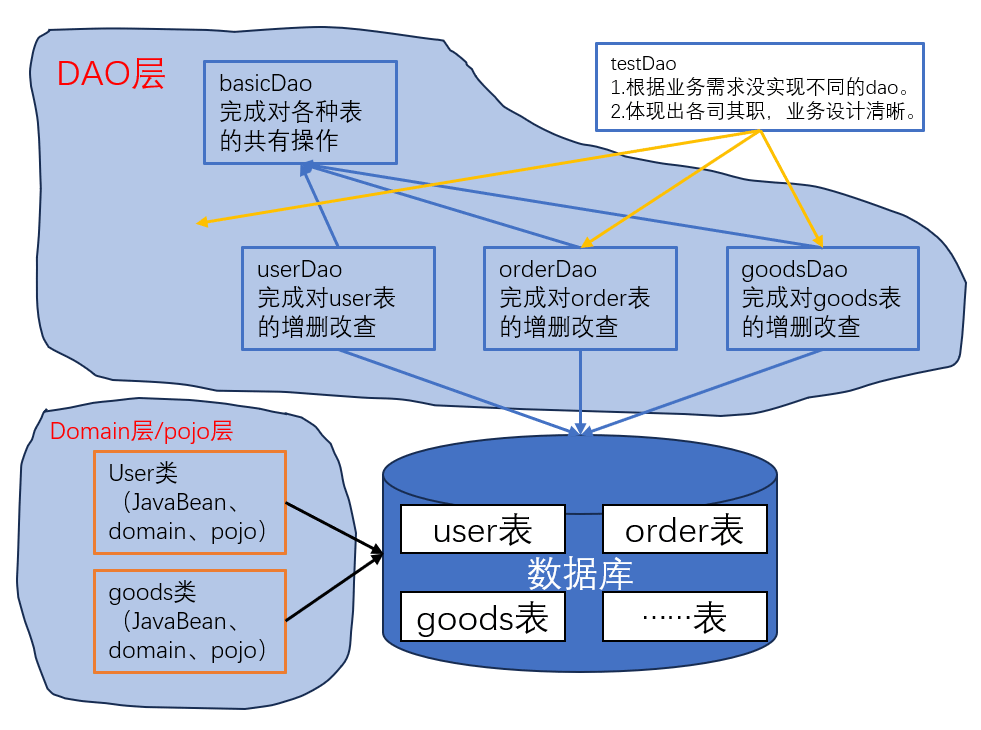 DAO层
basicDao
完成对各种表
的共有操作
testDao
1.根据业务需求没实现不同的dao。
2.体现出各司其职，业务设计清晰。
userDao
完成对user表
的增删改查
orderDao
完成对order表
的增删改查
goodsDao
完成对goods表
的增删改查
Domain层/pojo层
User类
（JavaBean、
domain、pojo）
goods类
（JavaBean、
domain、pojo）
user表
order表
数据库
goods表
……表